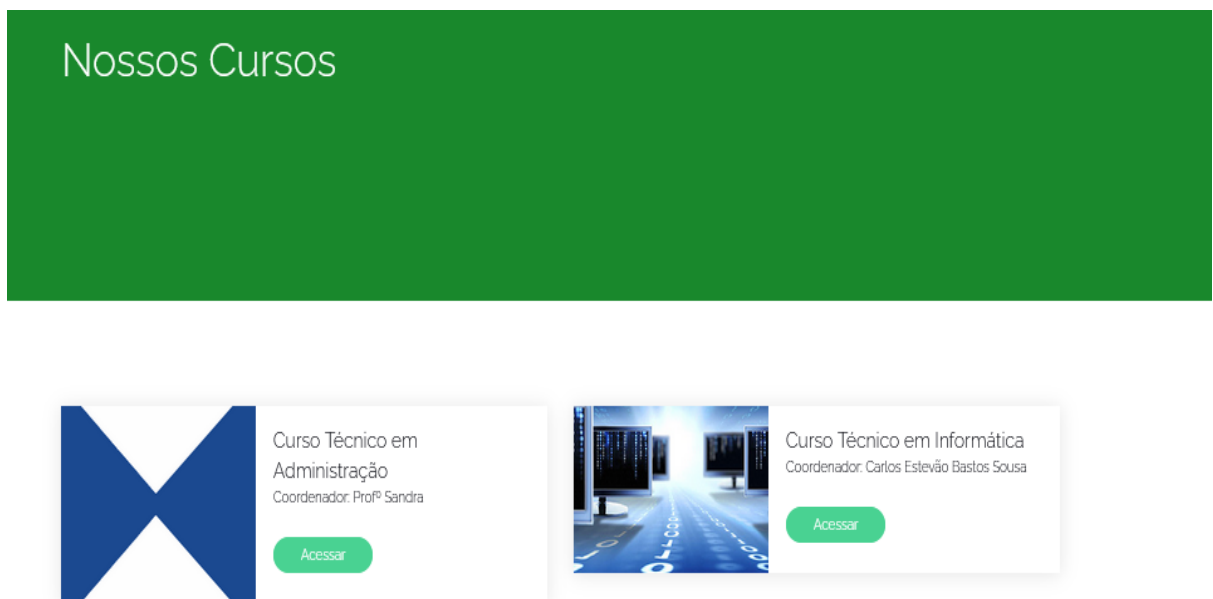 Nossos Cursos
Curso Técnico em
Administração
Coordenador: Profº Sandra
Acessar
Curso Técnico em Informática
Coordenador: Carlos Estevão Bastos Sousa
Acessar